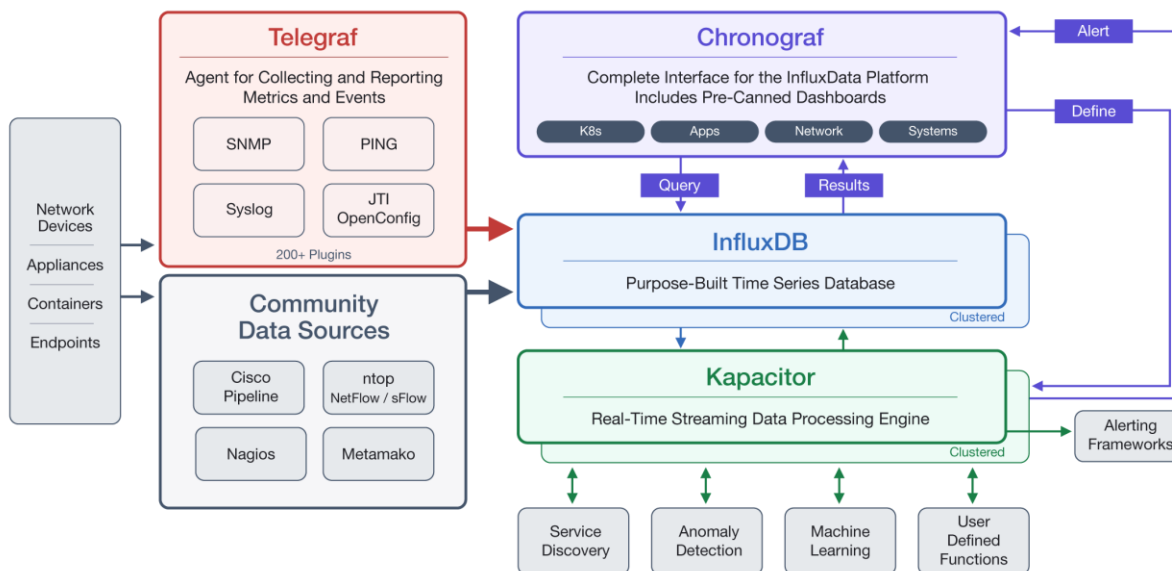 Network
Devices
Appliances
Containers
Endpoints
Telegraf
Agent for Collecting and Reporting
Metrics and Events
SNMP
PING
Syslog
JTI
OpenConfig
200+ Plugins
Community
Data Sources
Cisco
Pipeline
ntop
NetFlow / sFlow
Nagios
Metamako
Chronograf
Complete Interface for the InfluxData Platform
Includes Pre-Canned Dashboards
K8s
Apps
Network
Systems
Alert
Define
Query
Results
InfluxDB
Purpose-Built Time Series Database
Clustered
Kapacitor
Real-Time Streaming Data Processing Engine
Clustered
Alerting
Frameworks
Service
Discovery
Anomaly
Detection
Machine
Learning
User
Defined
Functions